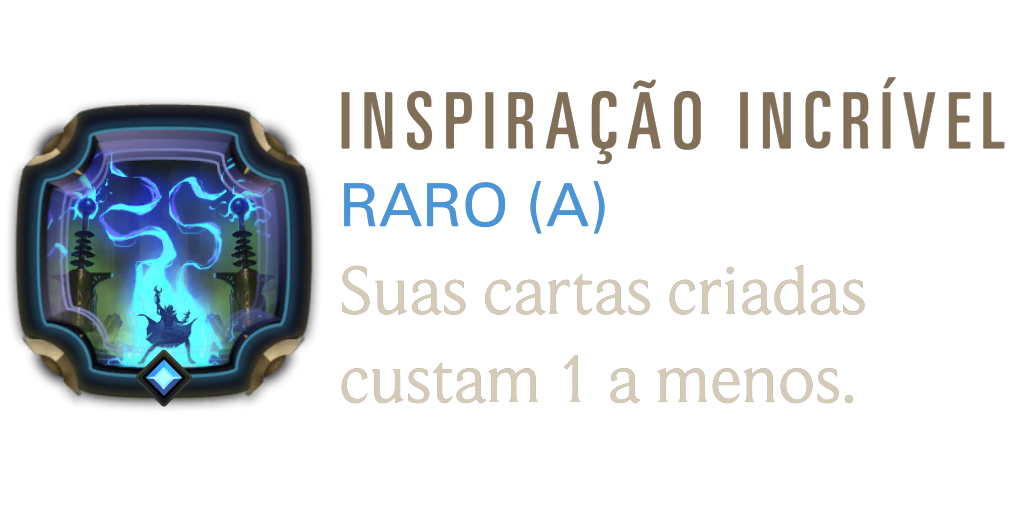 INSPIRAÇÃO INCRÍVEL
RARO (A)
Suas cartas criadas
custam 1 a menos.